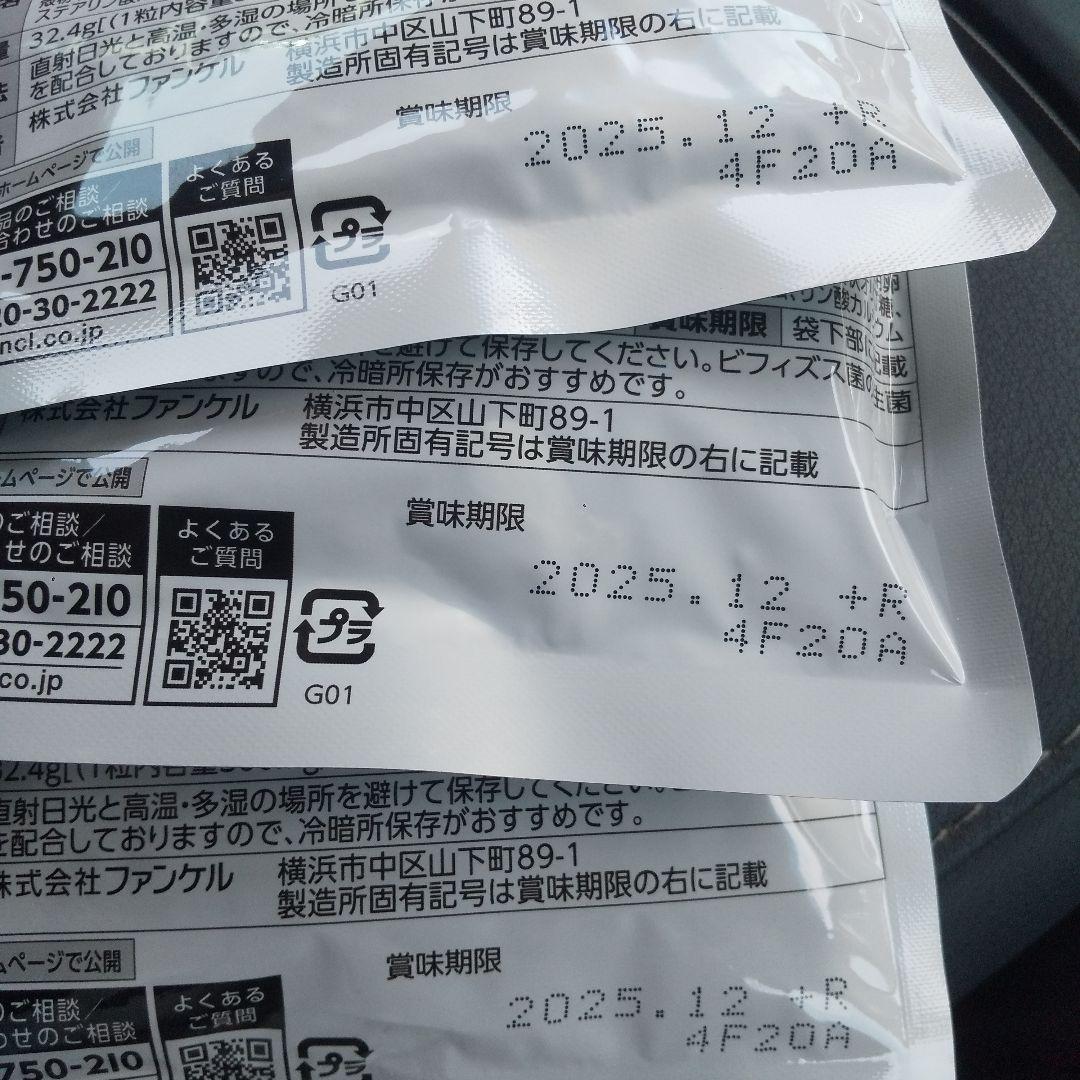 32.4g[(1粒内容量
直射日光と高温・多湿の場所
を配合しておりますので、冷暗所保存
株式会社ファンケル 横浜市中区山下町89-1
製造所固有記号は賞味期限の右に記載
賞味期限
2025.12 +R
4F20A
ホームページで公開
品のご相談/
合わせのご相談
-750-210
20-30-2222
ncl.co.jp
よくある
ご質問
プラ
G01
賞味期限 袋下部に記載
避けて保存してください。ビフィズス菌の生菌
ますので、冷暗所保存がおすすめです。
株式会社ファンケル 横浜市中区山下町89-1
製造所固有記号は賞味期限の右に記載
ムページで公開
賞味期限
2025.12 +R
4F20A
のご相談/
せのご相談
50-210
30-2222
co.jp
よくある
ご質問
プラ
G01
直射日光と高温・多湿の場所を避けて保存してください
を配合しておりますので、冷暗所保存がおすすめです。
株式会社ファンケル 横浜市中区山下町89-1
製造所固有記号は賞味期限の右に記載
ムページで公開
賞味期限
2025.12 +R
4F20A
のご相談/
わせのご相談
750-210
よくある
ご質問
プラ